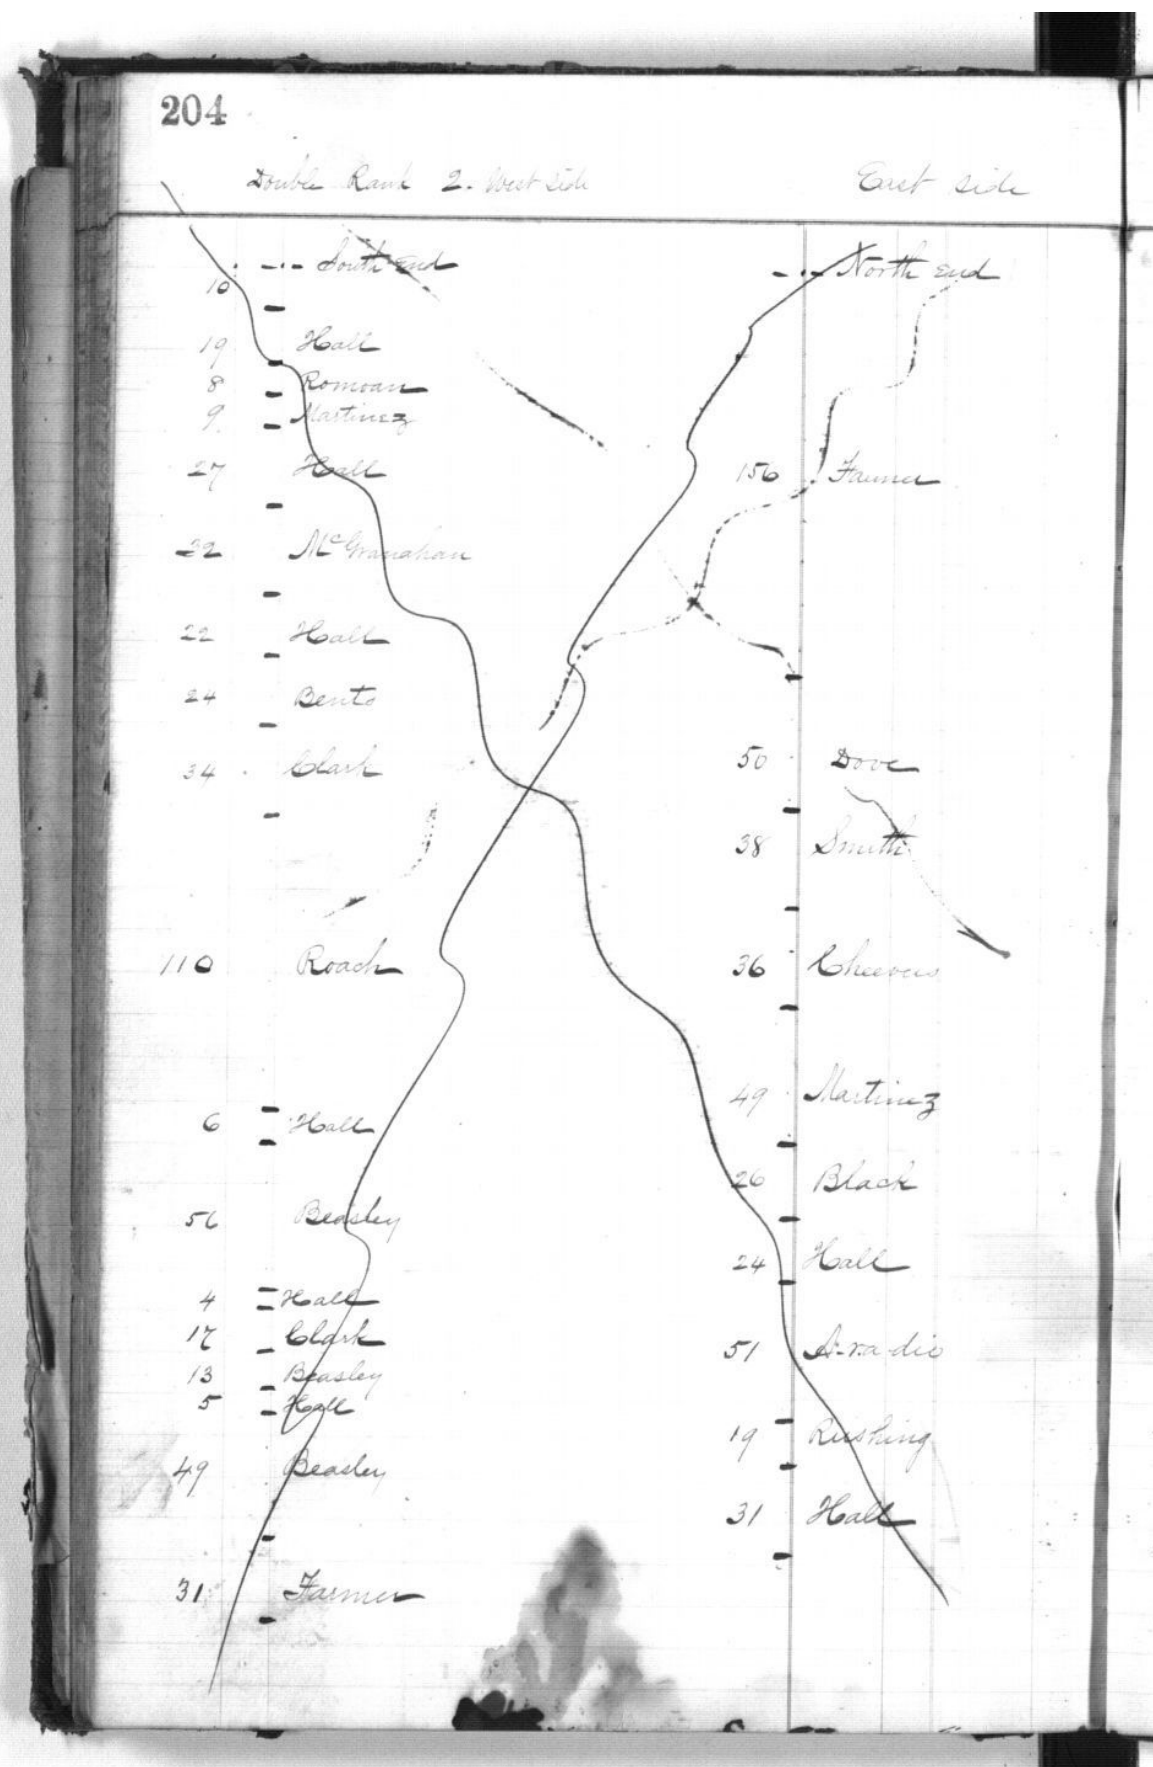 204
Double Rank 2. West side
East side
South End
10
19 Hall
8 Romoan
9 Martinez
27 Hall
32 McGranahan
22 Hall
24 Bento
34 Clark
110 Roach
6 Hall
56 Beasley
4 Hall
17 Clark
13 Beasley
5 Hall
49 Beasley
31 Farmer
North End
156 Farmer
50 Dove
38 Smith
36 Cheevers
49 Martinez
26 Black
24 Hall
51
19 Rushing
31 Hall